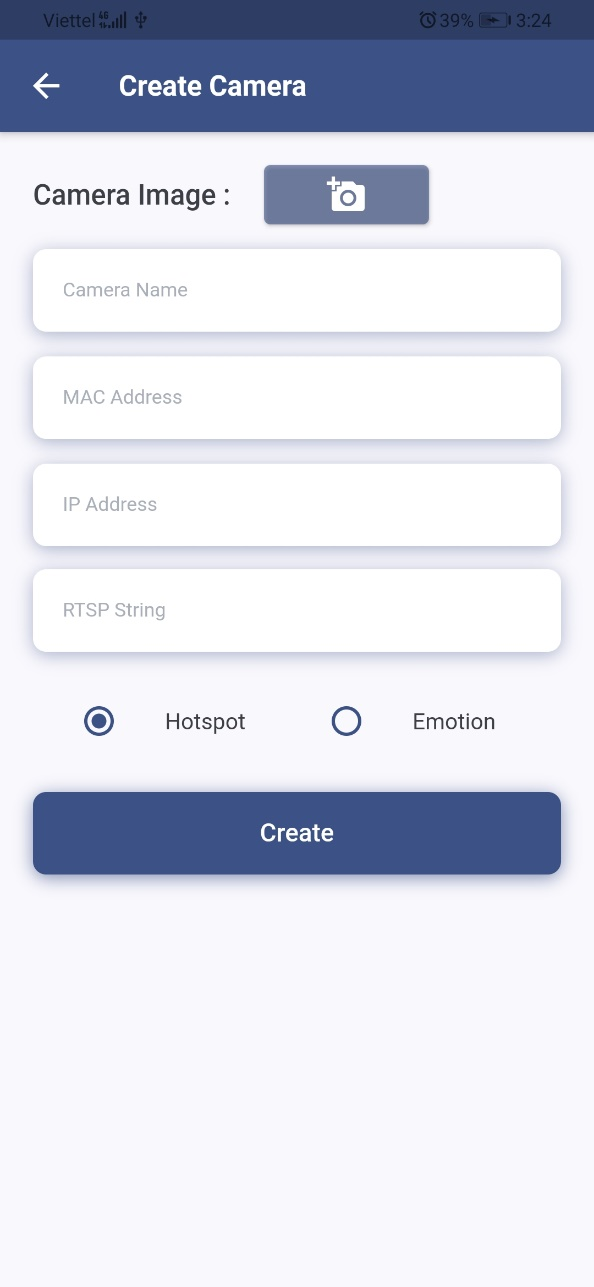 Viettel 4G 39% 3:24
Create Camera
Camera Image :
Camera Name
MAC Address
IP Address
RTSP String
Hotspot Emotion
Create